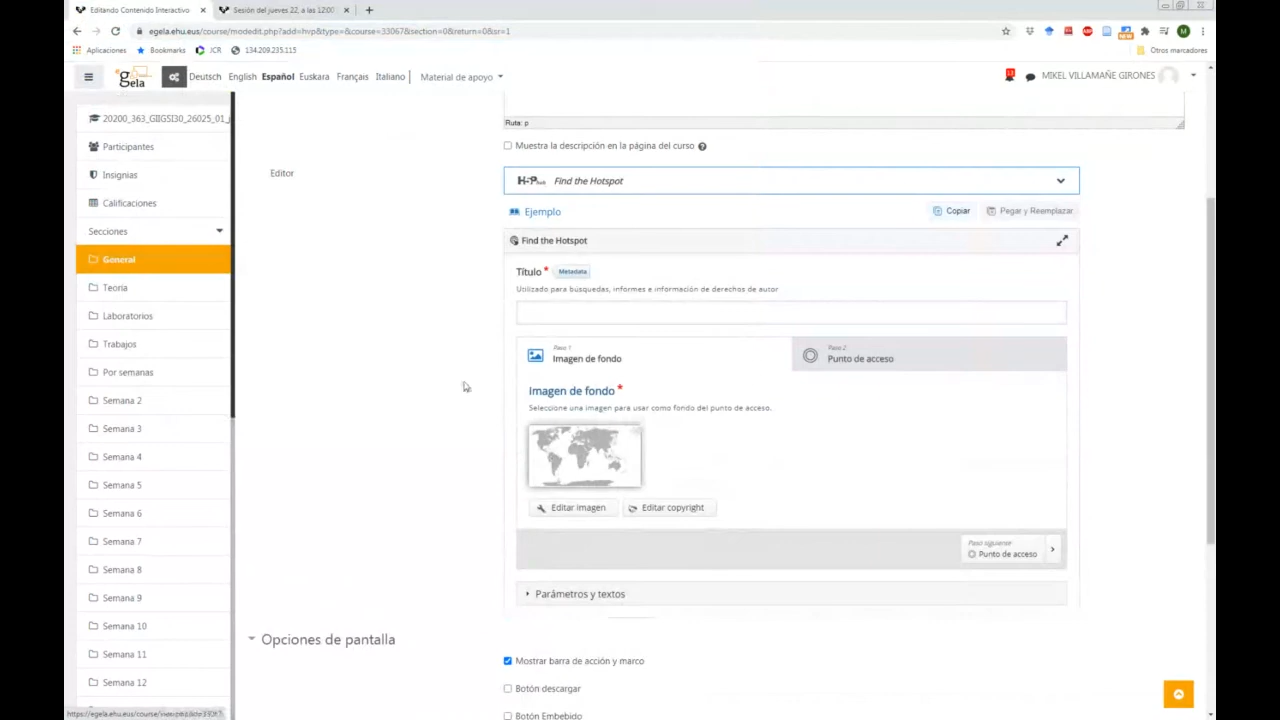 Editando Contenido Interactivo
Sesión del jueves 22, a las 12:00
egela.ehu.eus/course/modedit.php?add=hvp&type=&course=33067&section=0&return=0&sr=1
Aplicaciones
Bookmarks
JCR
134.209.235.115
Otros marcadores
gela
Deutsch English Español Euskara Français Italiano
Material de apoyo
MIKEL VILLAMAÑE GIRONES
20200_363_GIIGSI30_26025_01_
Participantes
Insignias
Calificaciones
Secciones
General
Teoría
Laboratorios
Trabajos
Por semanas
Semana 2
Semana 3
Semana 4
Semana 5
Semana 6
Semana 7
Semana 8
Semana 9
Semana 10
Semana 11
Semana 12
Ruta: p
Muestra la descripción en la página del curso
Editor
Find the Hotspot
Ejemplo
Copiar
Pegar y Reemplazar
Find the Hotspot
Título *
Metadata
Utilizado para búsquedas, informes e información de derechos de autor
Paso 1
Imagen de fondo
Paso 2
Punto de acceso
Imagen de fondo *
Seleccione una imagen para usar como fondo del punto de acceso.
Editar imagen
Editar copyright
Paso siguiente
Punto de acceso
Parámetros y textos
Opciones de pantalla
Mostrar barra de acción y marco
Botón descargar
Botón Embebido